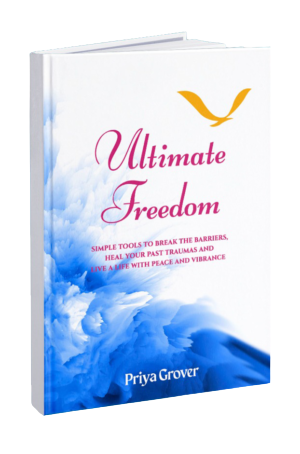 Ultimate
Freedom
SIMPLE TOOLS TO BREAK THE BARRIERS,
HEAL YOUR PAST TRAUMAS AND
LIVE A LIFE WITH PEACE AND VIBRANCE
Priya Grover